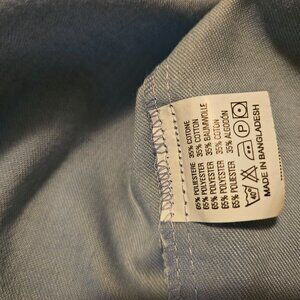 65% POLIESTERE 35% COTONE
65% POLYESTER 35% COTTON
65% POLYESTER 35% BAUMWOLLE
65% POLYESTER 35% COTON
65% POLIESTER 35% ALGODÓN
P
MADE IN BANGLADESH